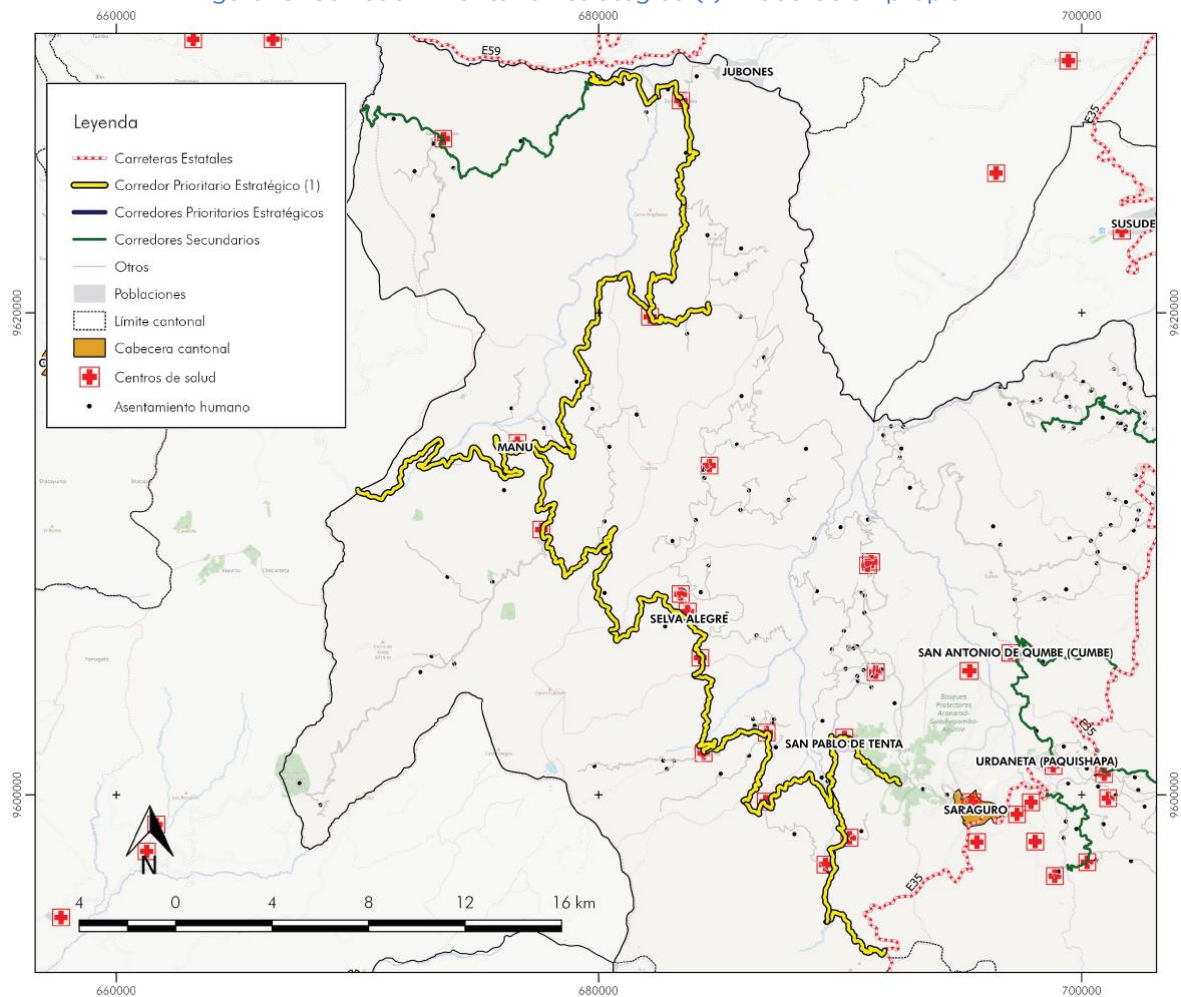 660000
680000
700000
E59
JUBONES
E35
Leyenda
Carreteras Estatales
Corredor Prioritario Estratégico (1)
Corredores Prioritarios Estratégicos
Corredores Secundarios
Otros
Poblaciones
Límite cantonal
Cabecera cantonal
Centros de salud
Asentamiento humano
SUSUDE
9620000
9620000
MANU
SELVA ALEGRE
SAN ANTONIO DE QUMBE (CUMBE)
Bosques
Protectores
E35
SAN PABLO DE TENTA
URDANETA (PAQUISHAPA)
9600000
9600000
SARAGURO
N
E35
4 0 4 8 12 16 km
660000
680000
700000